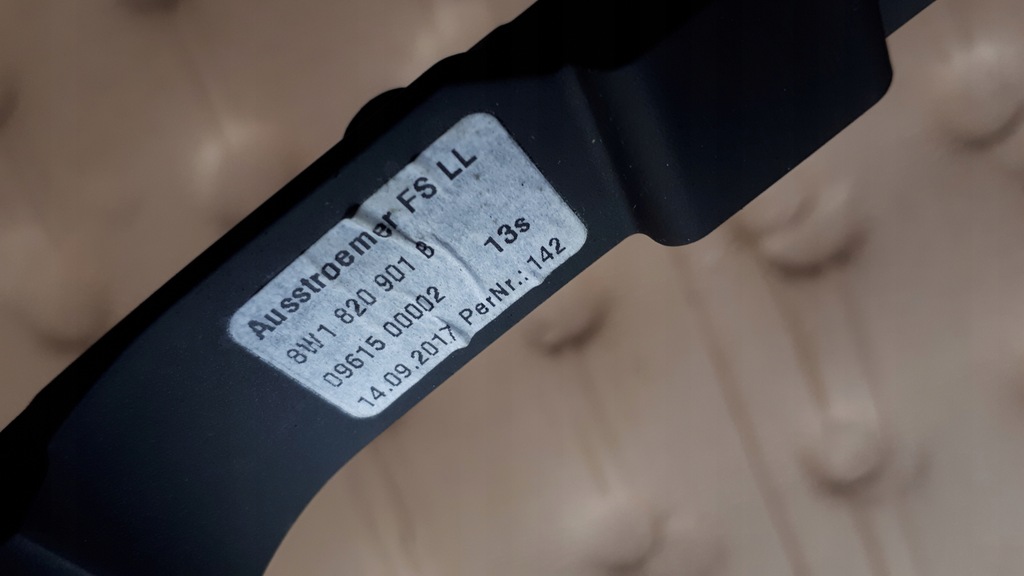 Ausstroemer FS LL
8W1 820 901 B
13s
09615 00002
14.09.2017 PerNr.: 142